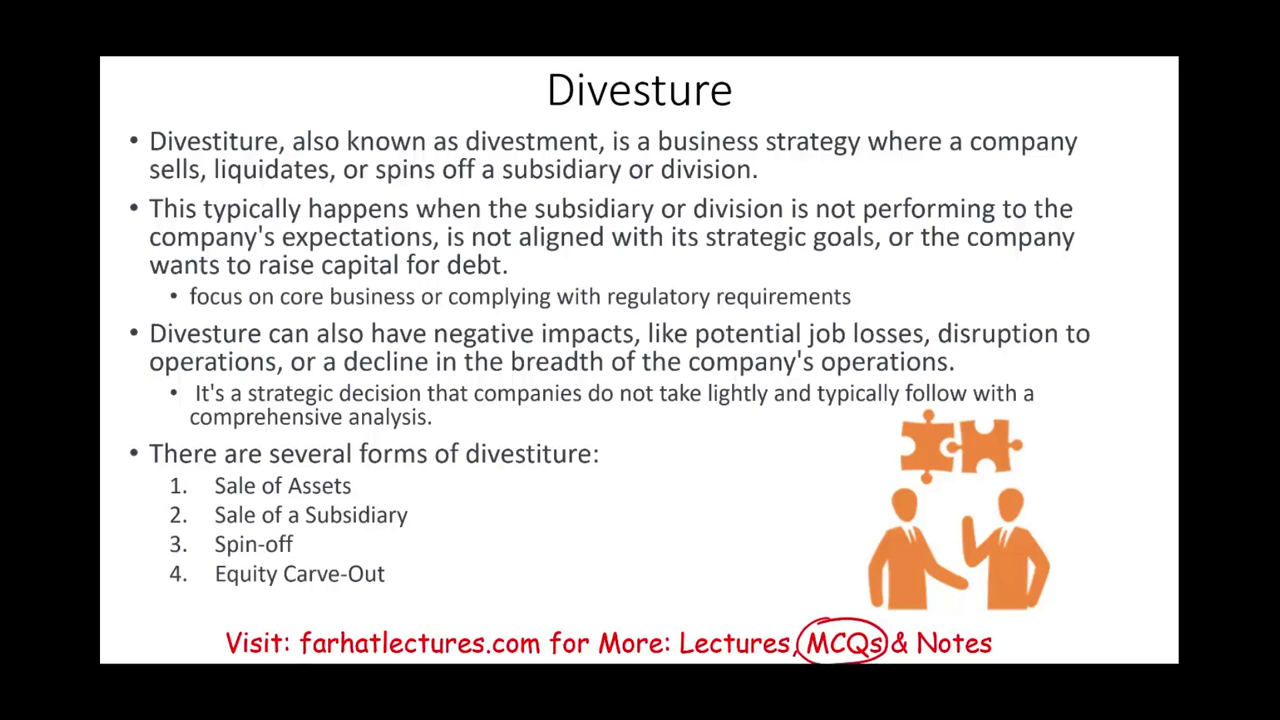 Divesture
• Divestiture, also known as divestment, is a business strategy where a company
sells, liquidates, or spins off a subsidiary or division.
• This typically happens when the subsidiary or division is not performing to the
company's expectations, is not aligned with its strategic goals, or the company
wants to raise capital for debt.
• focus on core business or complying with regulatory requirements
• Divesture can also have negative impacts, like potential job losses, disruption to
operations, or a decline in the breadth of the company's operations.
• It's a strategic decision that companies do not take lightly and typically follow with a
comprehensive analysis.
• There are several forms of divestiture:
1. Sale of Assets
2. Sale of a Subsidiary
3. Spin-off
4. Equity Carve-Out
Visit: farhatlectures.com for More: Lectures, MCQs & Notes